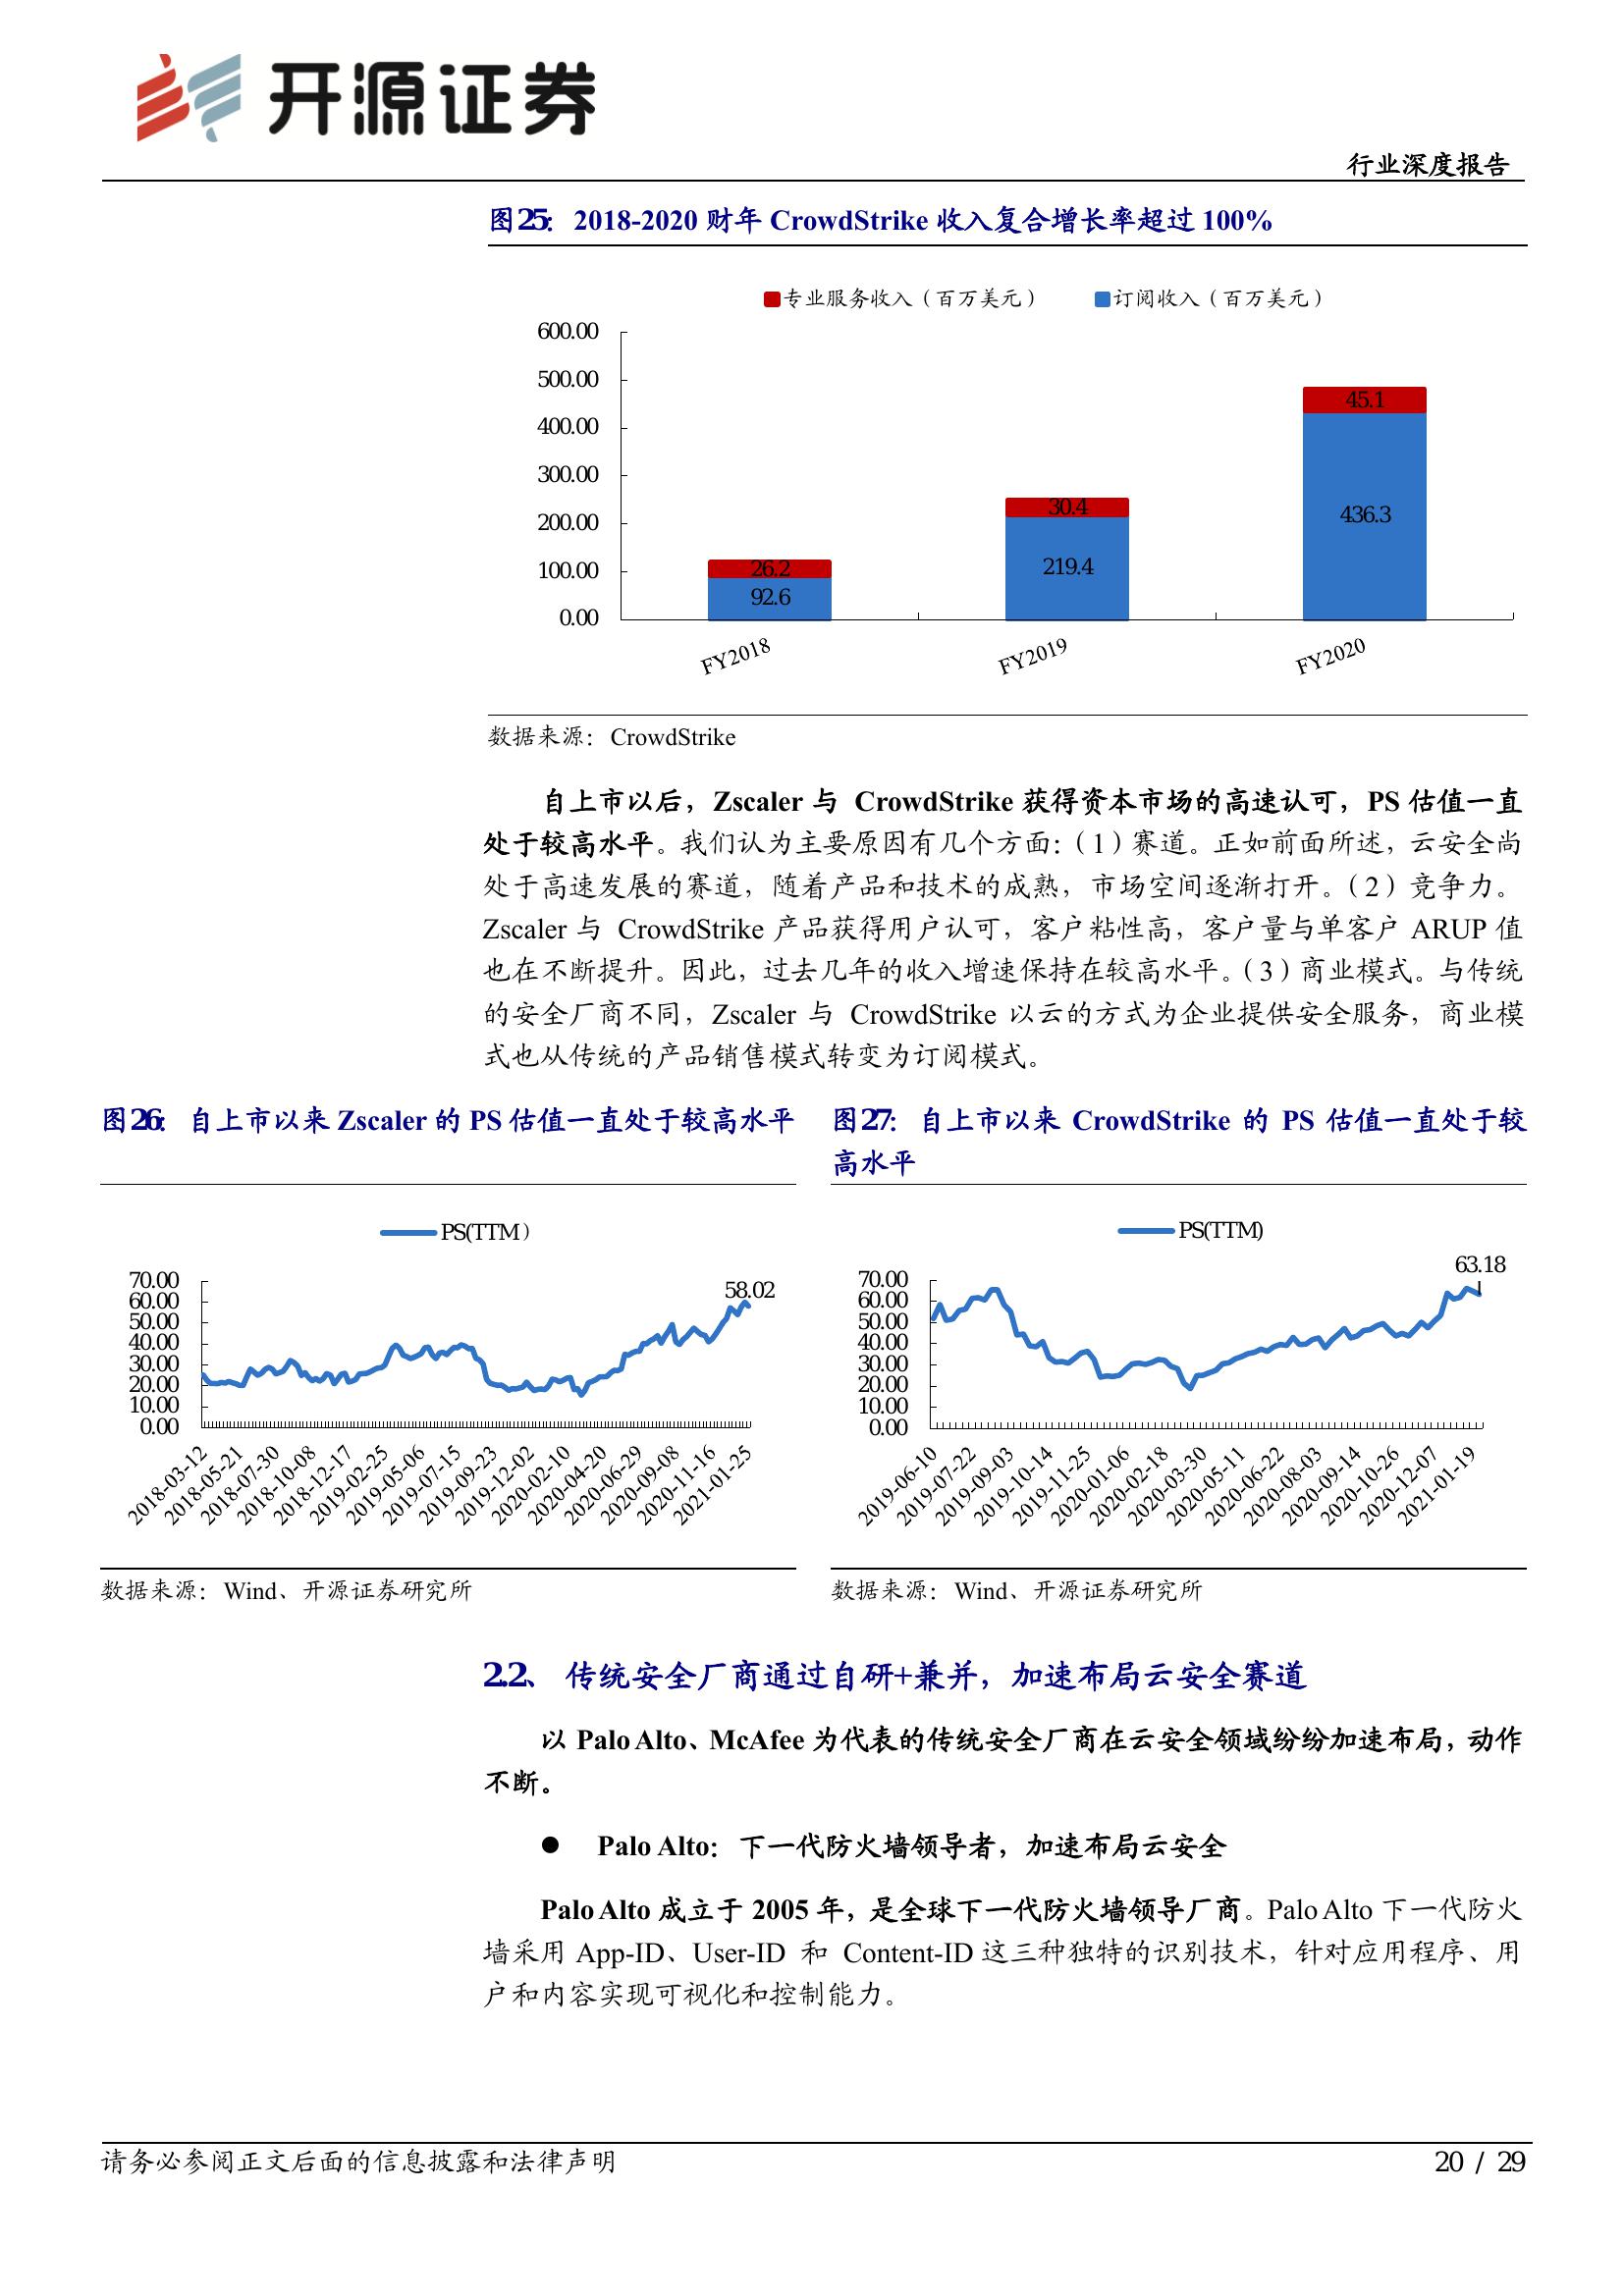 开源证券
行业深度报告
图25： 2018-2020 财年 CrowdStrike 收入复合增长率超过 100%
专业服务收入（百万美元） 订阅收入（百万美元）
600.00
500.00
400.00
300.00
200.00
100.00
0.00
45.1
436.3
30.4
219.4
26.2
92.6
FY2018 FY2019 FY2020
数据来源：CrowdStrike
自上市以后，Zscaler 与 CrowdStrike 获得资本市场的高速认可，PS 估值一直
处于较高水平。我们认为主要原因有几个方面：（1）赛道。正如前面所述，云安全尚
处于高速发展的赛道，随着产品和技术的成熟，市场空间逐渐打开。（2）竞争力。
Zscaler 与 CrowdStrike 产品获得用户认可，客户粘性高，客户量与单客户 ARUP 值
也在不断提升。因此，过去几年的收入增速保持在较高水平。（3）商业模式。与传统
的安全厂商不同，Zscaler 与 CrowdStrike 以云的方式为企业提供安全服务，商业模
式也从传统的产品销售模式转变为订阅模式。
图26： 自上市以来 Zscaler 的 PS 估值一直处于较高水平
PS(TTM）
58.02
70.00
60.00
50.00
40.00
30.00
20.00
10.00
0.00
2018-03-12 2018-05-21 2018-07-30 2018-10-08 2018-12-17 2019-02-25 2019-05-06 2019-07-15 2019-09-23 2019-12-02 2020-02-10 2020-04-20 2020-06-29 2020-09-08 2020-11-16 2021-01-25
数据来源：Wind、开源证券研究所
图27： 自上市以来 CrowdStrike 的 PS 估值一直处于较
高水平
PS(TTM)
63.18
70.00
60.00
50.00
40.00
30.00
20.00
10.00
0.00
2019-06-10 2019-07-22 2019-09-03 2019-10-14 2019-11-25 2020-01-06 2020-02-18 2020-03-30 2020-05-11 2020-06-22 2020-08-03 2020-09-14 2020-10-26 2020-12-07 2021-01-19
数据来源：Wind、开源证券研究所
2.2、 传统安全厂商通过自研+兼并，加速布局云安全赛道
以 Palo Alto、McAfee 为代表的传统安全厂商在云安全领域纷纷加速布局，动作
不断。
● Palo Alto：下一代防火墙领导者，加速布局云安全
Palo Alto 成立于 2005 年，是全球下一代防火墙领导厂商。Palo Alto 下一代防火
墙采用 App-ID、User-ID 和 Content-ID 这三种独特的识别技术，针对应用程序、用
户和内容实现可视化和控制能力。
请务必参阅正文后面的信息披露和法律声明
20 / 29